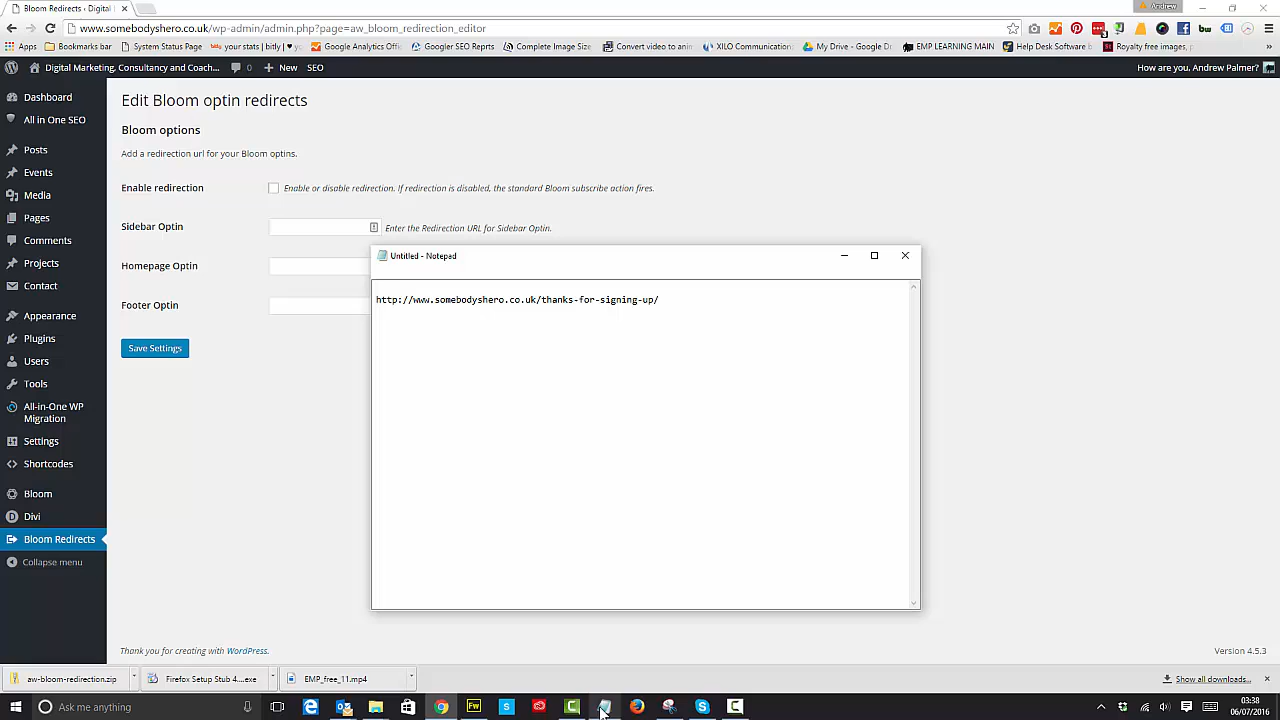 Bloom Redirects ‹ Digital
Andrew
www.somebodyshero.co.uk/wp-admin/admin.php?page=aw_bloom_redirection_editor
Apps Bookmarks bar System Status Page your stats | bitly | ♥ Google Analytics Google SEO Reprts Complete Image XILO Communication My Drive - Google EMP LEARNING MAIN Help Desk Software Royalty free images,
Digital Marketing, Consultancy and Coach... 0 + New SEO How are you, Andrew Palmer?
Edit Bloom optin redirects
Bloom options
Add a redirection url for your Bloom optins.
Enable redirection Enable or disable redirection. If redirection is disabled, the standard Bloom subscribe action fires.
Sidebar Optin Enter the Redirection URL for Sidebar Optin.
Homepage Optin
Footer Optin
Save Settings
Dashboard
All in One SEO
Posts
Events
Media
Pages
Comments
Projects
Contact
Appearance
Plugins
Users
Tools
All-in-One WP
Migration
Settings
Shortcodes
Bloom
Divi
Bloom Redirects
Collapse menu
Untitled - Notepad
http://www.somebodyshero.co.uk/thanks-for-signing-up/
Thank you for creating with WordPress. Version 4.5.3
aw-bloom-redirection.zip Firefox Setup Stub 4....exe EMP_free_11.mp4 Show all downloads...
Ask me anything
03:38
06/07/2016